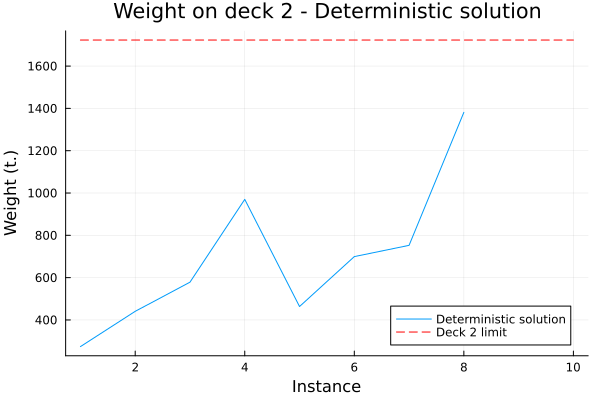 Weight on deck 2 - Deterministic solution
Weight (t.)
1600
1400
1200
1000
800
600
400
Deterministic solution
Deck 2 limit
2 4 6 8 10
Instance